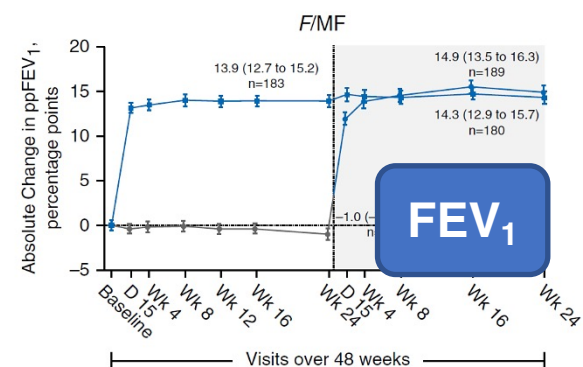 F/MF
Absolute Change in ppFEV1,
percentage points
20
15
10
5
0
–5
13.9 (12.7 to 15.2)
n=183
14.9 (13.5 to 16.3)
n=189
14.3 (12.9 to 15.7)
n=180
–1.0 (–
n
FEV1
Baseline
D 15
Wk 4
Wk 8
Wk 12
Wk 16
Wk 24
D 15
Wk 4
Wk 8
Wk 16
Wk 24
Visits over 48 weeks